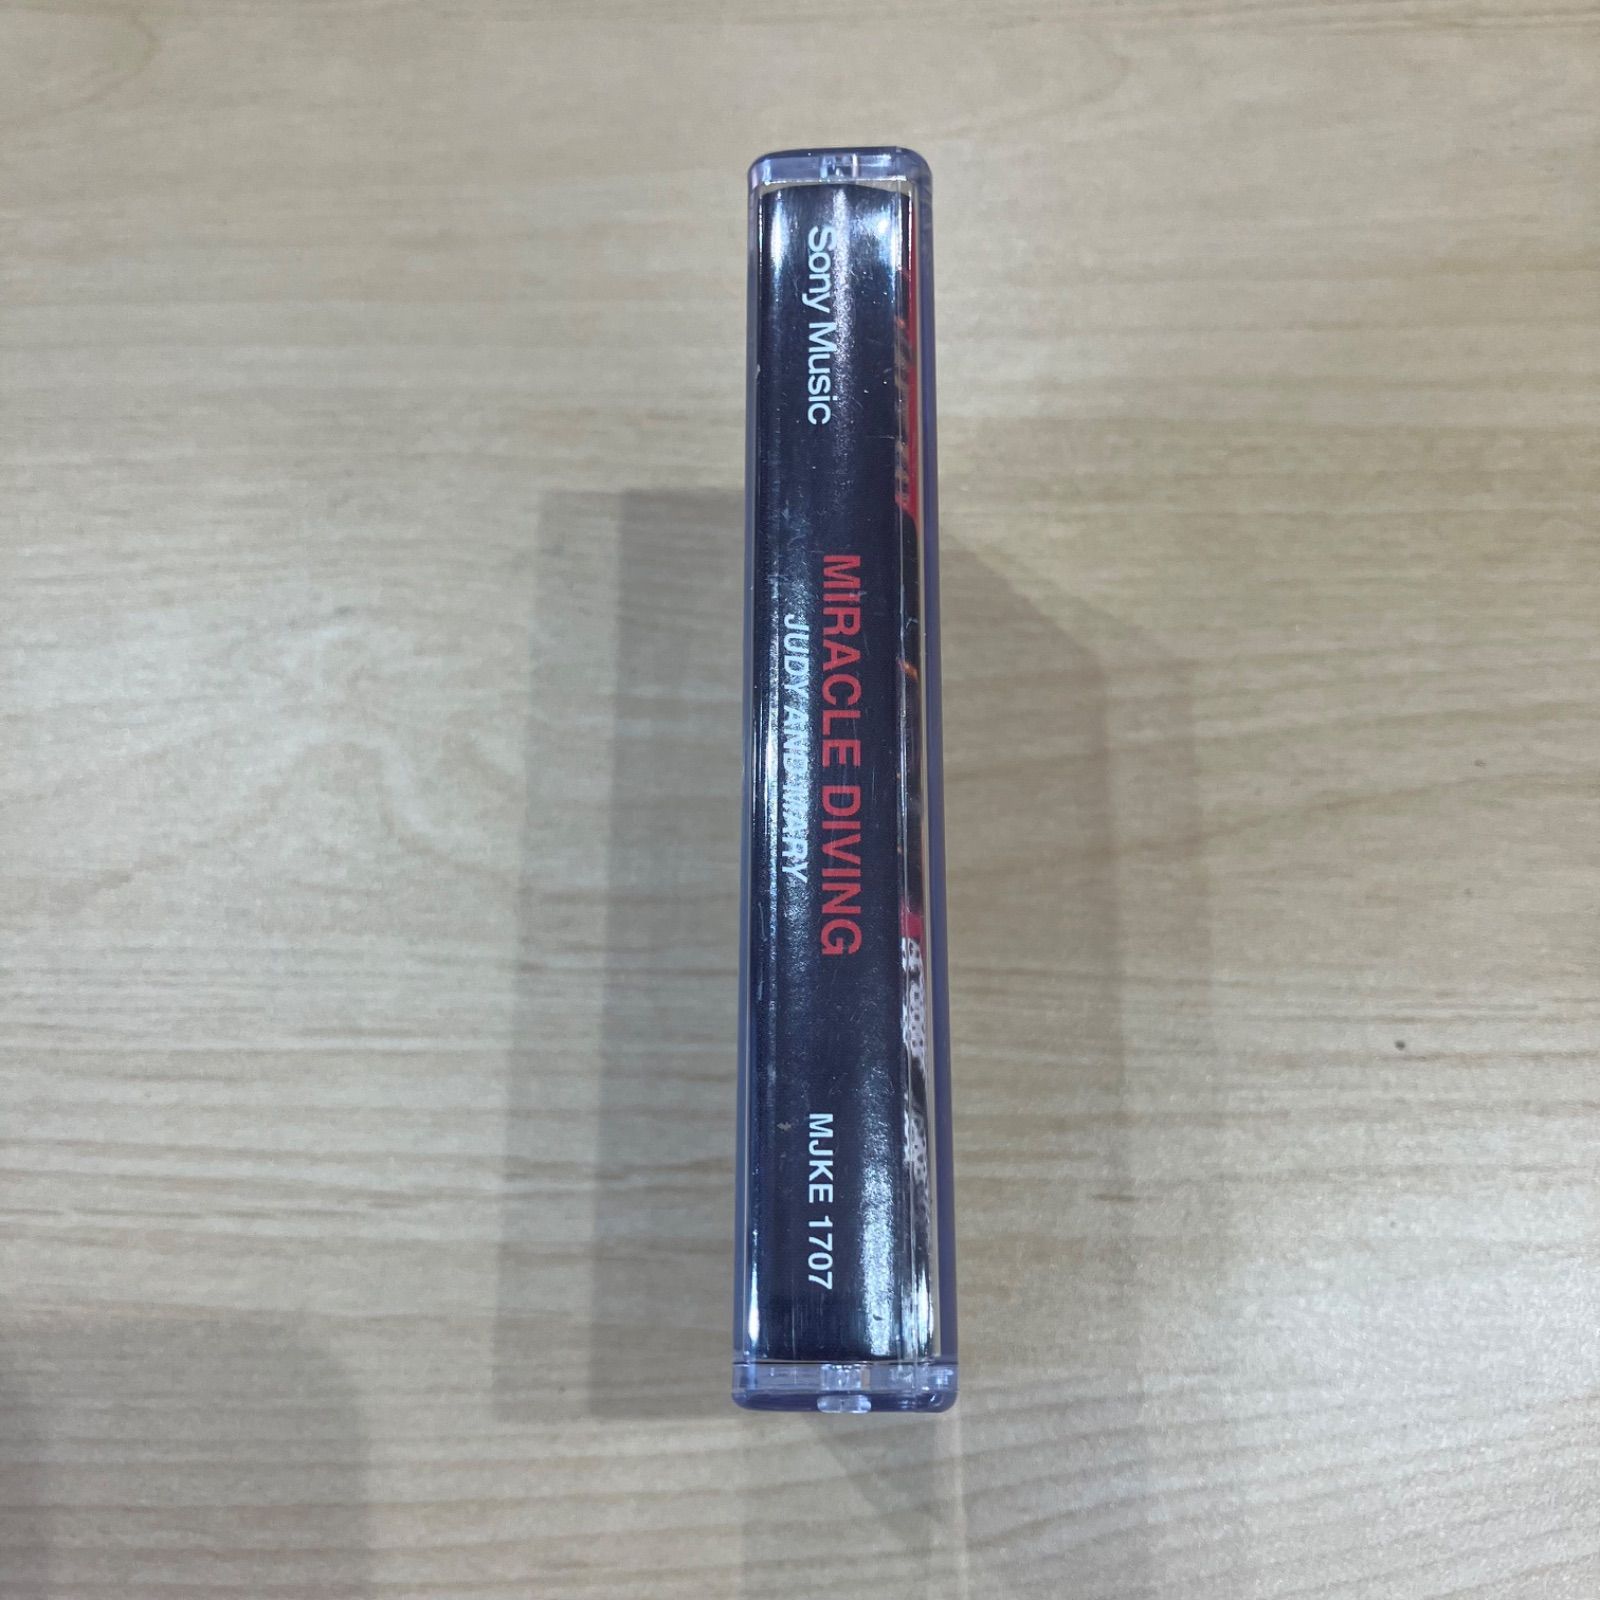 Sony Music
MIRACLE DIVING
JUDY AND MARY
MJKE 1707